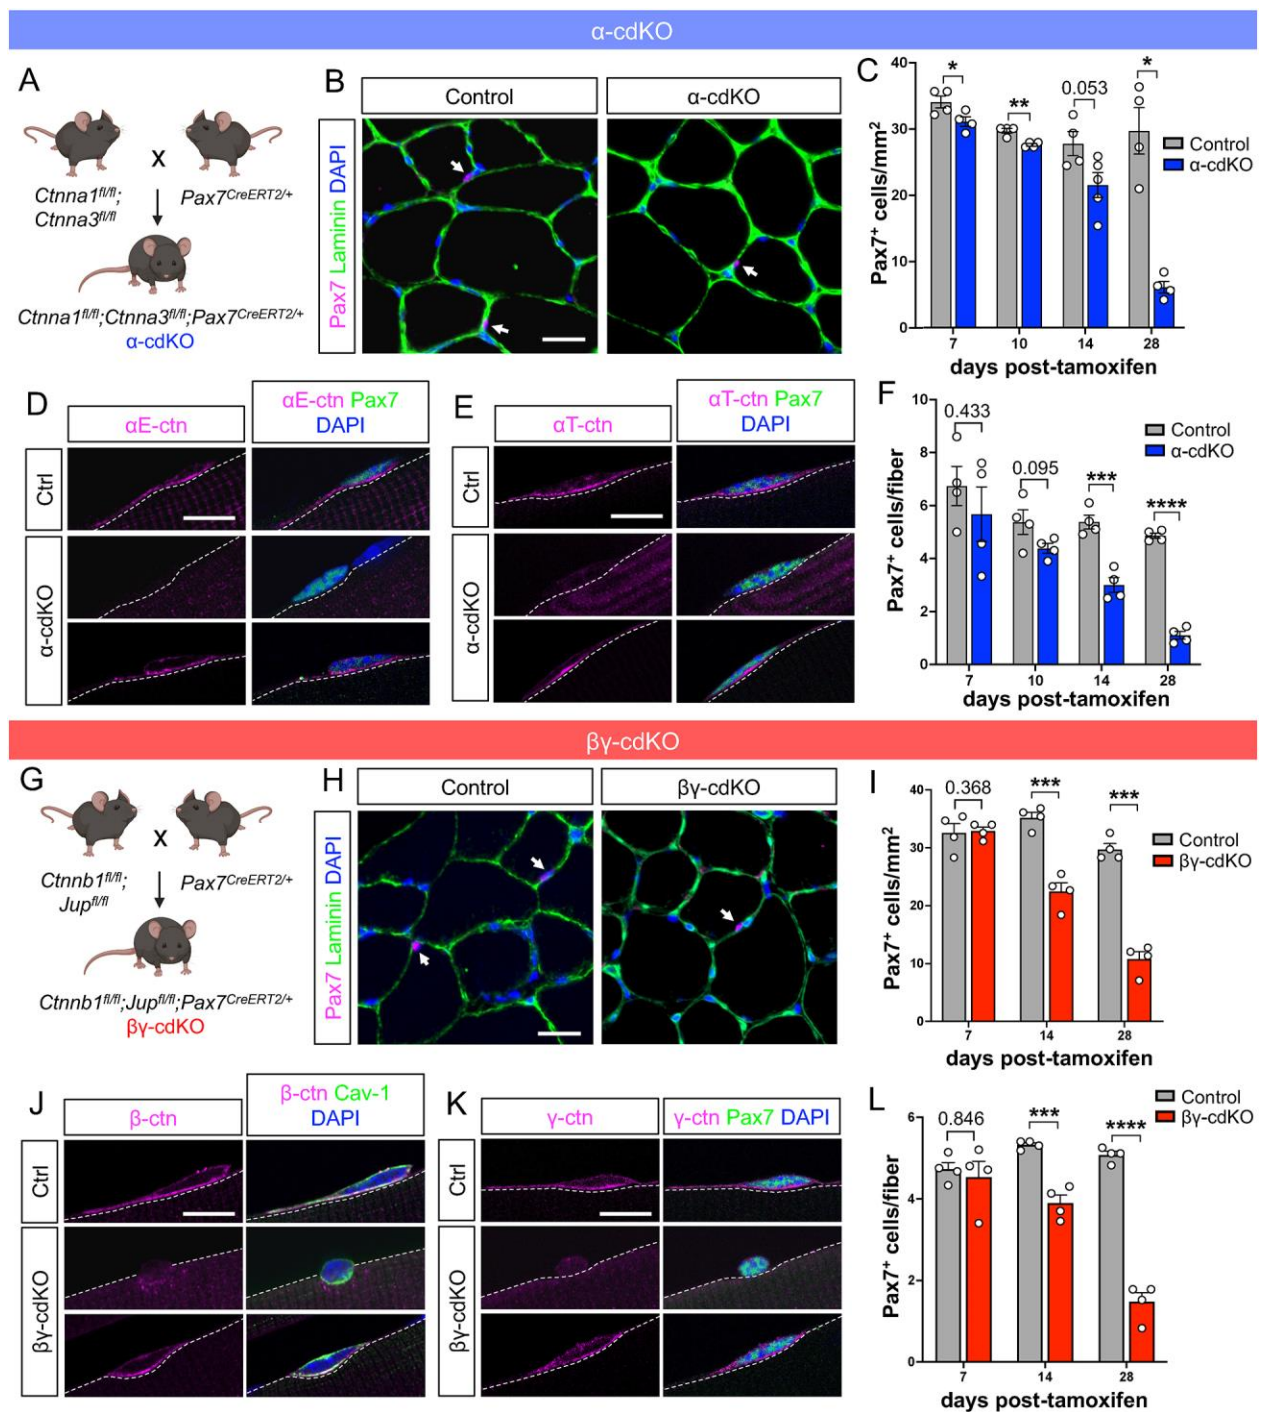 α-cdKO
A
Ctnna1fl/fl;
Ctnna3fl/fl
X
Pax7CreERT2/+
Ctnna1fl/fl;Ctnna3fl/fl;Pax7CreERT2/+
α-cdKO
B
Control
α-cdKO
Pax7 Laminin DAPI
C
Pax7+ cells/mm2
40
30
20
10
0
*
**
0.053
*
Control
α-cdKO
7
10
14
28
days post-tamoxifen
D
αE-ctn
αE-ctn Pax7
DAPI
Ctrl
α-cdKO
E
αT-ctn
αT-ctn Pax7
DAPI
Ctrl
α-cdKO
F
Pax7+ cells/fiber
10
8
6
4
2
0
0.433
0.095
***
****
Control
α-cdKO
7
10
14
28
days post-tamoxifen
βγ-cdKO
G
Ctnnb1fl/fl;
Jupfl/fl
X
Pax7CreERT2/+
Ctnnb1fl/fl;Jupfl/fl;Pax7CreERT2/+
βγ-cdKO
H
Control
βγ-cdKO
Pax7 Laminin DAPI
I
Pax7+ cells/mm2
40
30
20
10
0
0.368
***
***
Control
βγ-cdKO
7
14
28
days post-tamoxifen
J
β-ctn
β-ctn Cav-1
DAPI
Ctrl
βγ-cdKO
K
γ-ctn
γ-ctn Pax7 DAPI
Ctrl
βγ-cdKO
L
Pax7+ cells/fiber
6
4
2
0
0.846
***
****
Control
βγ-cdKO
7
14
28
days post-tamoxifen